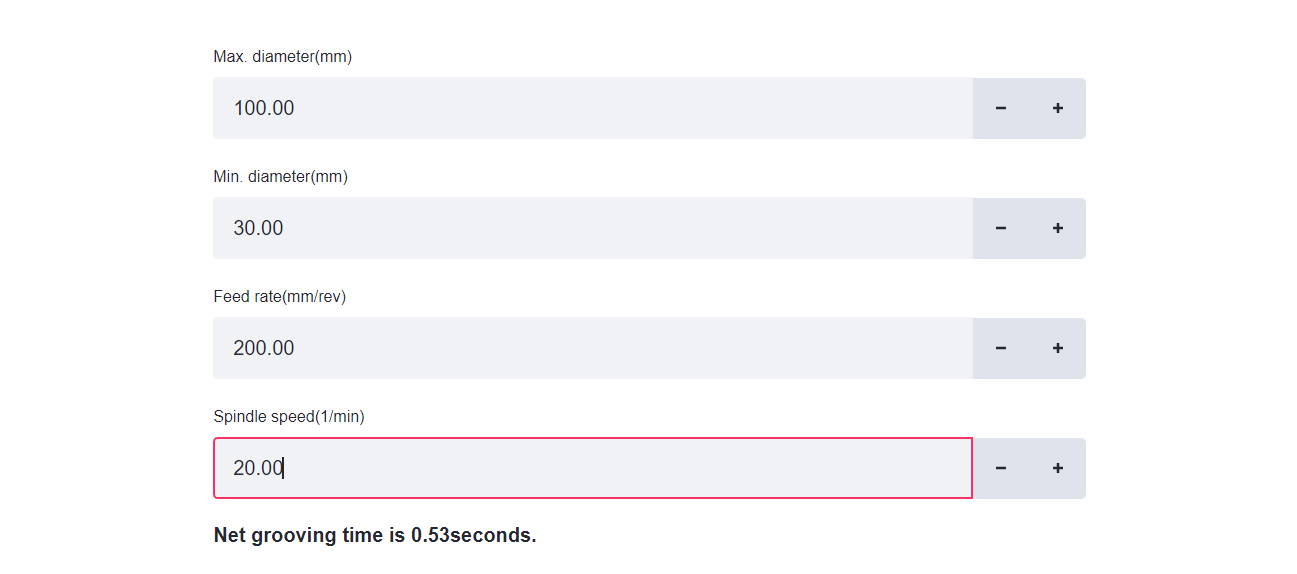 Max. diameter(mm)
100.00
Min. diameter(mm)
30.00
Feed rate(mm/rev)
200.00
Spindle speed(1/min)
20.00
Net grooving time is 0.53seconds.